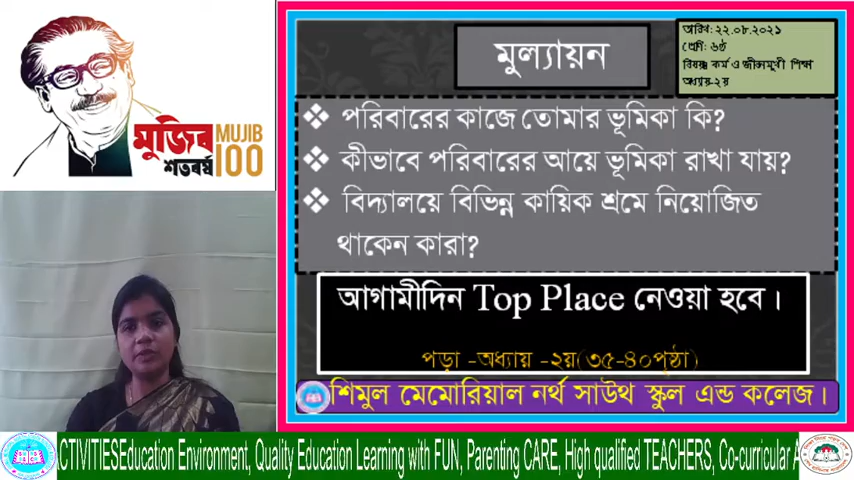 মুজিব MUJIB
শতবর্ষ 100
মুল্যায়ন
তারিখ: ২২.০৮.২০২১
শ্রেণি: ৬ষ্ঠ
বিষয়ঃ কর্ম ও জীবনমুখী শিক্ষা
অধ্যায়-২য়
পরিবারের কাজে তোমার ভূমিকা কি?
কীভাবে পরিবারের আয়ে ভূমিকা রাখা যায়?
বিদ্যালয়ে বিভিন্ন কায়িক শ্রমে নিয়োজিত
থাকেন কারা?
আগামীদিন Top Place নেওয়া হবে।
পড়া -অধ্যায় -২য়(৩৫-৪০পৃষ্ঠা)
শিমুল মেমোরিয়াল নর্থ সাউথ স্কুল এন্ড কলেজ।
CTIVITIESEducation Environment, Quality Education Learning with FUN, Parenting CARE, High qualified TEACHERS, Co-curricular A